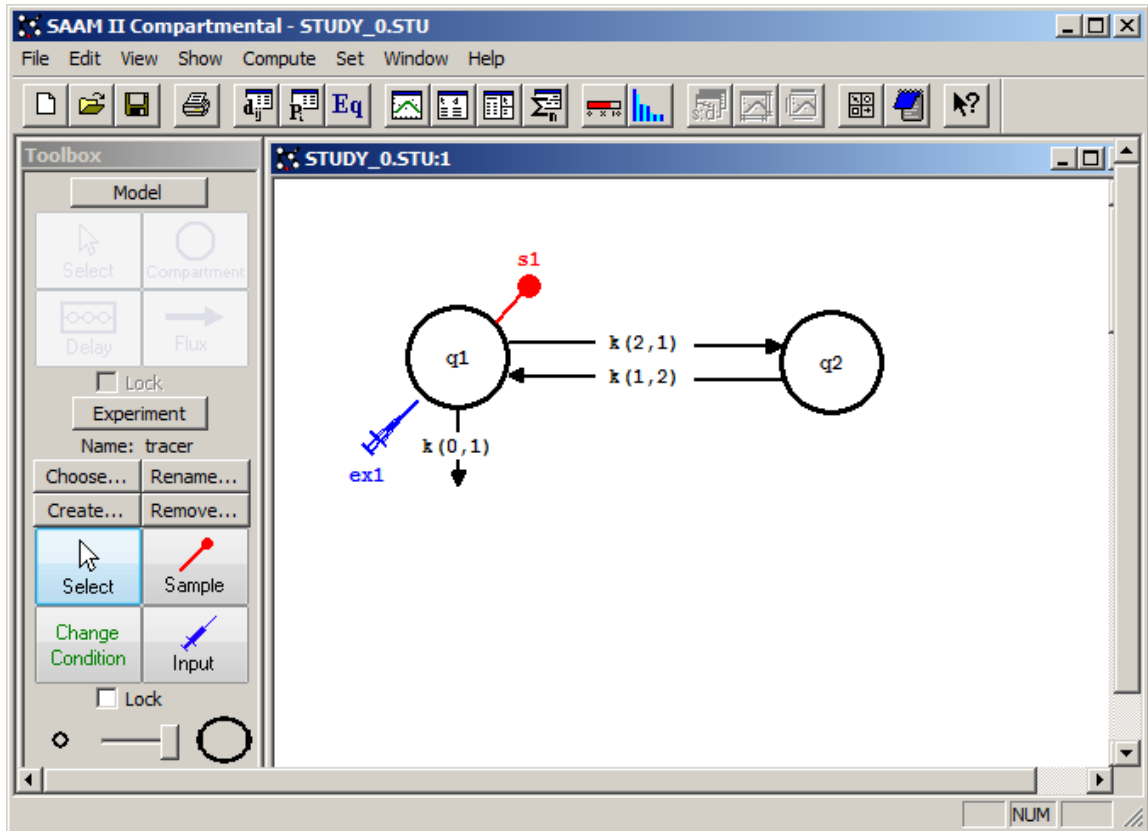 SAAM II Compartmental - STUDY_0.STU
File Edit View Show Compute Set Window Help
Eq
Toolbox
Model
Select Compartment
Delay Flux
Lock
Experiment
Name: tracer
Choose... Rename...
Create... Remove...
Select Sample
Change Condition Input
Lock
STUDY_0.STU:1
s1
q1
k(2,1)
k(1,2)
q2
k(0,1)
ex1
NUM